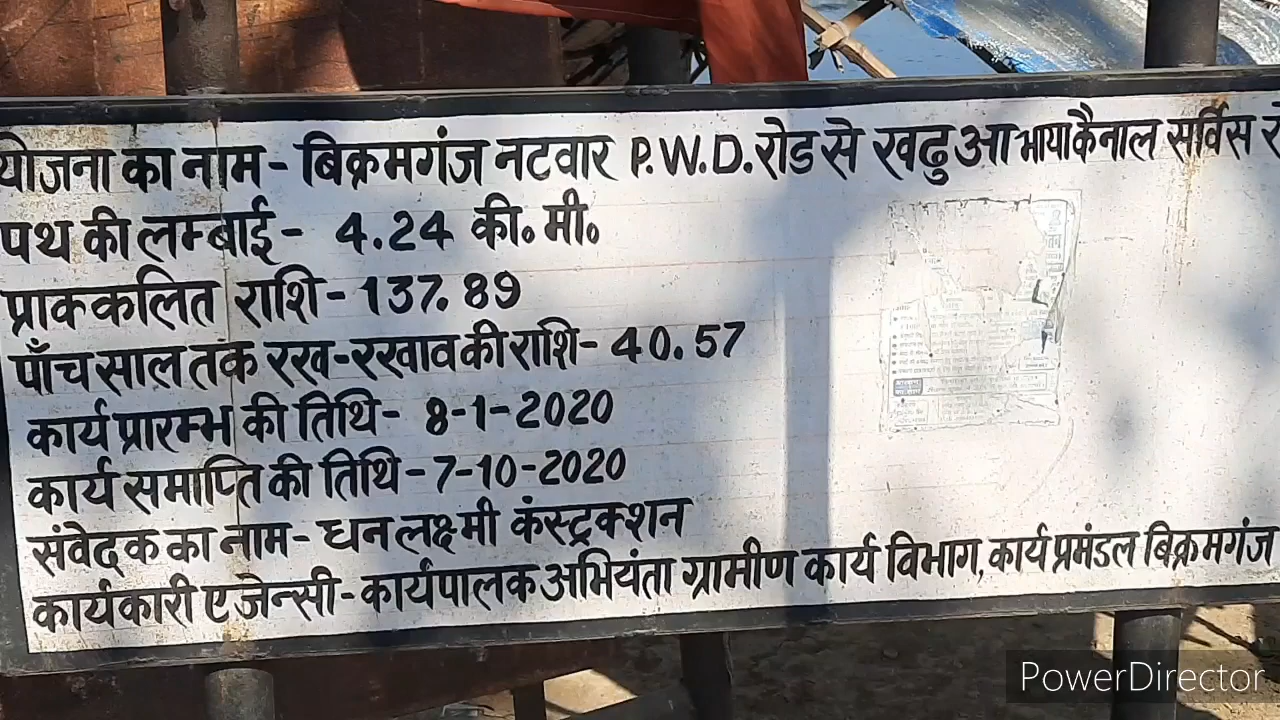 योजना का नाम- बिक्रमगंज नटवार P.W.D. रोड से खढुआ भाया कैनाल सर्विस
पथ की लम्बाई- 4.24 की॰ मी॰
प्राक्कलित राशि- 137.89
पाँच साल तक रख-रखाव की राशि- 40.57
कार्य प्रारम्भ की तिथि- 8-1-2020
कार्य समाप्ति की तिथि- 7-10-2020
संवेदक का नाम- धन लक्ष्मी कंस्ट्रक्शन
कार्यकारी एजेन्सी- कार्यपालक अभियंता ग्रामीण कार्य विभाग, कार्य प्रमंडल बिक्रमगंज
PowerDirector